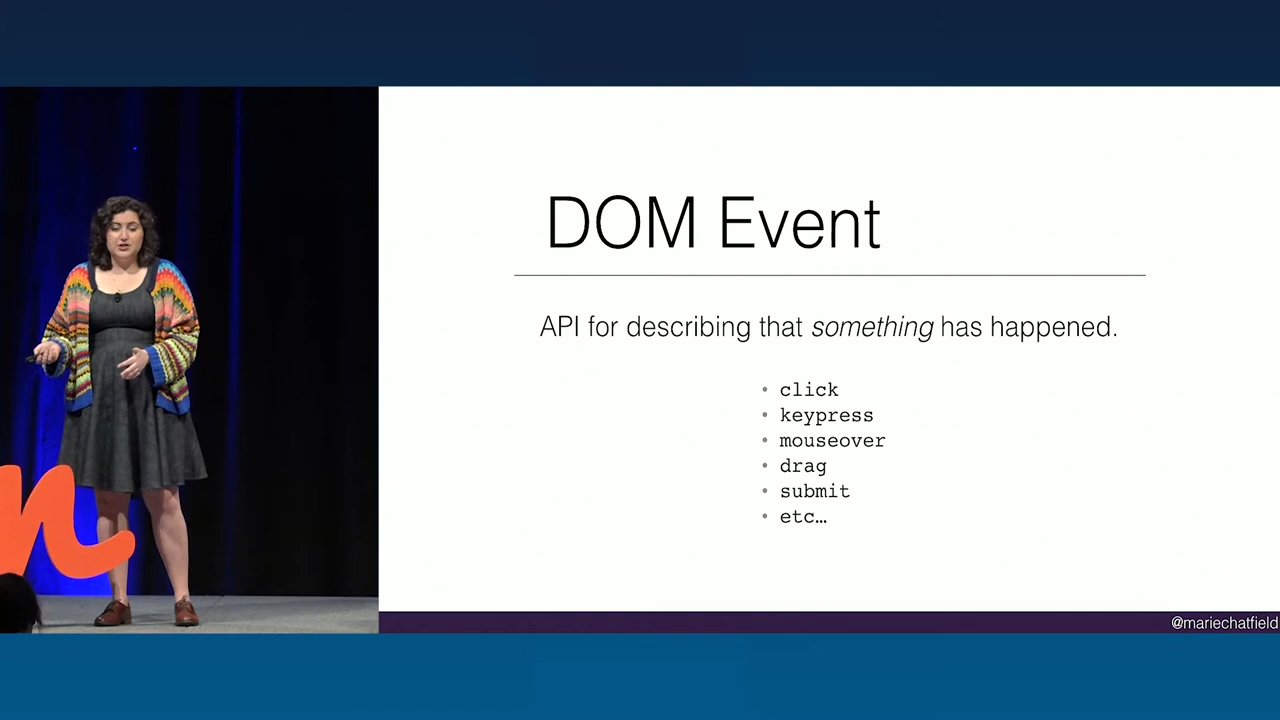 DOM Event
API for describing that something has happened.
• click
• keypress
• mouseover
• drag
• submit
• etc…
@mariechatfield